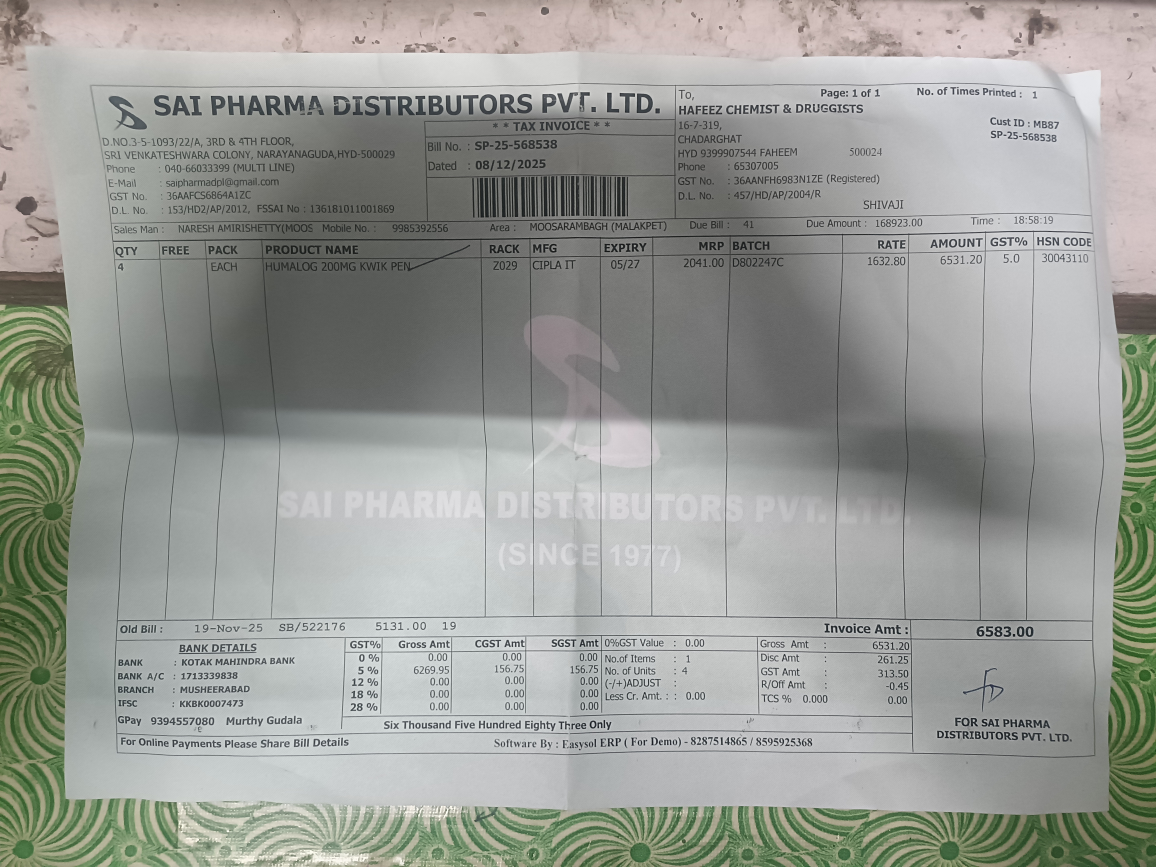 SAI PHARMA DISTRIBUTORS PVT. LTD.
D.NO.3-5-1093/22/A, 3RD & 4TH FLOOR,
SRI VENKATESHWARA COLONY, NARAYANAGUDA,HYD-500029
Phone : 040-66033399 (MULTI LINE)
E-Mail : saipharmadpl@gmail.com
GST No. : 36AAFCS6864A1ZC
D.L. No. : 153/HD2/AP/2012, FSSAI No : 136181011001869
* * TAX INVOICE * *
Bill No. : SP-25-568538
Dated : 08/12/2025
To, Page: 1 of 1 No. of Times Printed : 1
HAFEEZ CHEMIST & DRUGGISTS
16-7-319, Cust ID : MB87
CHADARGHAT SP-25-568538
HYD 9399907544 FAHEEM 500024
Phone : 65307005
GST No. : 36AANFH6983N1ZE (Registered)
D.L. No. : 457/HD/AP/2004/R
SHIVAJI
Sales Man : NARESH AMIRISHETTY(MOOS Mobile No. : 9985392556 Area : MOOSARAMBAGH (MALAKPET) Due Bill : 41 Due Amount : 168923.00 Time : 18:58:19
QTY FREE PACK PRODUCT NAME RACK MFG EXPIRY MRP BATCH RATE AMOUNT GST% HSN CODE
4 EACH HUMALOG 200MG KWIK PEN 2029 CIPLA IT 05/27 2041.00 D802247C 1632.80 6531.20 5.0 30043110
SAI PHARMA DISTRIBUTORS PVT. LTD.
(SINCE 1977)
Old Bill : 19-Nov-25 SB/522176 5131.00 19
Invoice Amt : 6583.00
BANK DETAILS
BANK : KOTAK MAHINDRA BANK
BANK A/C : 1713339838
BRANCH : MUSHEERABAD
IFSC : KKBK0007473
GPay 9394557080 Murthy Gudala
GST% Gross Amt CGST Amt SGST Amt
0 % 0.00 0.00 0.00
5 % 6269.95 156.75 156.75
12 % 0.00 0.00 0.00
18 % 0.00 0.00 0.00
28 % 0.00 0.00 0.00
0%GST Value : 0.00
No.of Items : 1
No. of Units : 4
(-/+)ADJUST :
Less Cr. Amt. : : 0.00
Gross Amt : 6531.20
Disc Amt : 261.25
GST Amt : 313.50
R/Off Amt : -0.45
TCS % 0.000 0.00
Six Thousand Five Hundred Eighty Three Only
FOR SAI PHARMA
DISTRIBUTORS PVT. LTD.
For Online Payments Please Share Bill Details
Software By : Easysol ERP ( For Demo) - 8287514865 / 8595925368